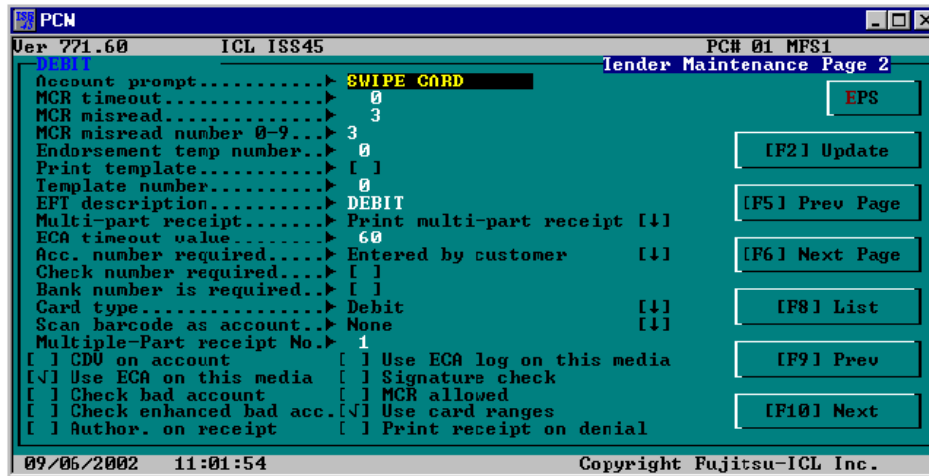 ISS 45 PCN
Ver 771.60 ICL ISS45 PC# 01 MFS1
DEBIT Tender Maintenance Page 2
Account prompt............► SWIPE CARD
MCR timeout...............► 0
MCR misread...............► 3
MCR misread number 0-9...► 3
Endorsement temp number..► 0
Print template...........► [ ]
Template number..........► 0
EFT description..........► DEBIT
Multi-part receipt.......► Print multi-part receipt [↓]
ECA timeout value........► 60
Acc. number required.....► Entered by customer [↓]
Check number required....► [ ]
Bank number is required..► [ ]
Card type................► Debit [↓]
Scan barcode as account..► None [↓]
Multiple-Part receipt No.► 1
[ ] CDV on account [ ] Use ECA log on this media
[√] Use ECA on this media [ ] Signature check
[ ] Check bad account [ ] MCR allowed
[ ] Check enhanced bad acc. [√] Use card ranges
[ ] Author. on receipt [ ] Print receipt on denial
EPS
[F2] Update
[F5] Prev Page
[F6] Next Page
[F8] List
[F9] Prev
[F10] Next
09/06/2002 11:01:54 Copyright Fujitsu-ICL Inc.